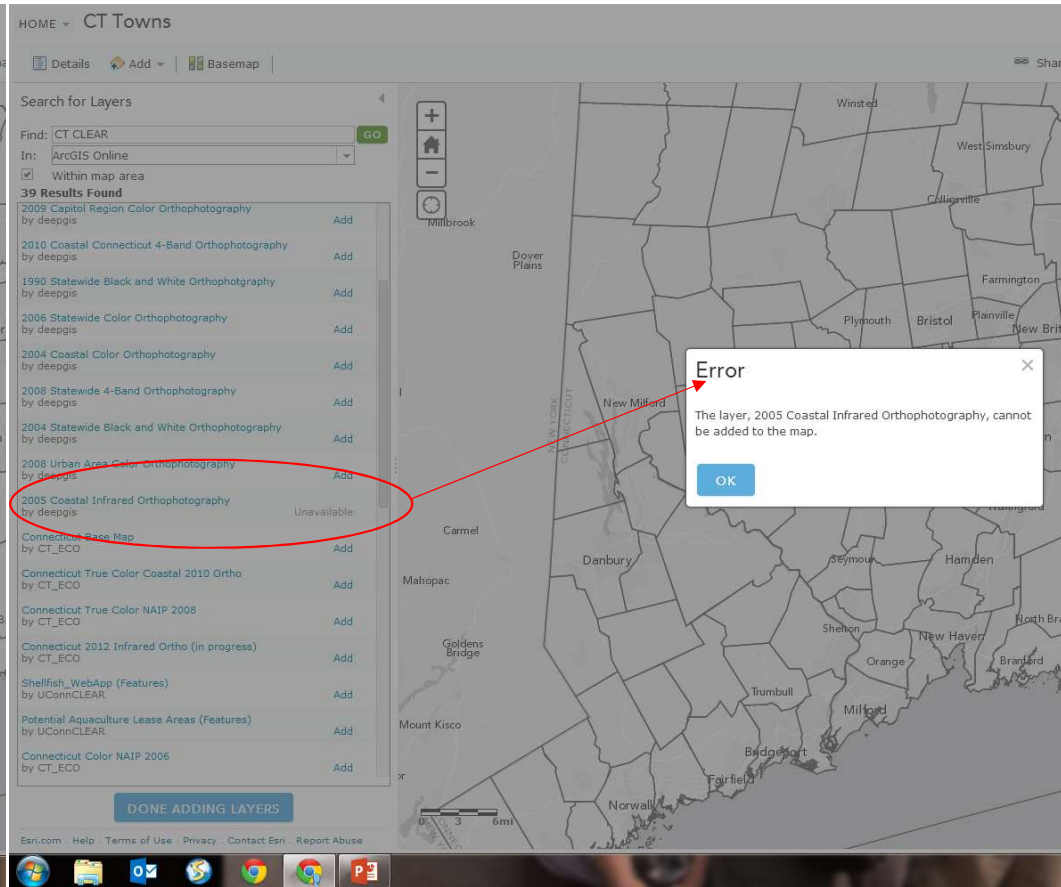 HOME CT Towns
Details Add Basemap
Search for Layers
Find: CT CLEAR GO
In: ArcGIS Online
Within map area
39 Results Found
2009 Capitol Region Color Orthophotography
by deepgis Add
2010 Coastal Connecticut 4-Band Orthophotography
by deepgis Add
1990 Statewide Black and White Orthophotgraphy
by deepgis Add
2006 Statewide Color Orthophotography
by deepgis Add
2004 Coastal Color Orthophotography
by deepgis Add
2008 Statewide 4-Band Orthophotography
by deepgis Add
2004 Statewide Black and White Orthophotography
by deepgis Add
2008 Urban Area Color Orthophotography
by deepgis Add
2005 Coastal Infrared Orthophotography
by deepgis Unavailable
Connecticut Base Map
by CT_ECO Add
Connecticut True Color Coastal 2010 Ortho
by CT_ECO Add
Connecticut True Color NAIP 2008
by CT_ECO Add
Connecticut 2012 Infrared Ortho (in progress)
by CT_ECO Add
Shellfish_WebApp (Features)
by UConnCLEAR Add
Potential Aquaculture Lease Areas (Features)
by UConnCLEAR Add
Connecticut Color NAIP 2006
by CT_ECO Add
DONE ADDING LAYERS
Esri.com Help Terms of Use Privacy Contact Esri Report Abuse
Shar
Winsted
West Simsbury
Collinsville
Millbrook
Dover
Plains
Farmington
Plymouth
Bristol
Plainville
New Brit
New Milford
NEW YORK
CONNECTICUT
Error
The layer, 2005 Coastal Infrared Orthophotography, cannot
be added to the map.
OK
Wallingford
Carmel
Danbury
Seymour
Hamden
Mahopac
Shelton
New Haven
North Bra
Goldens
Bridge
Orange
Branford
Trumbull
Milford
Mount Kisco
Bridgeport
Fairfield
Norwalk
0 3 6mi